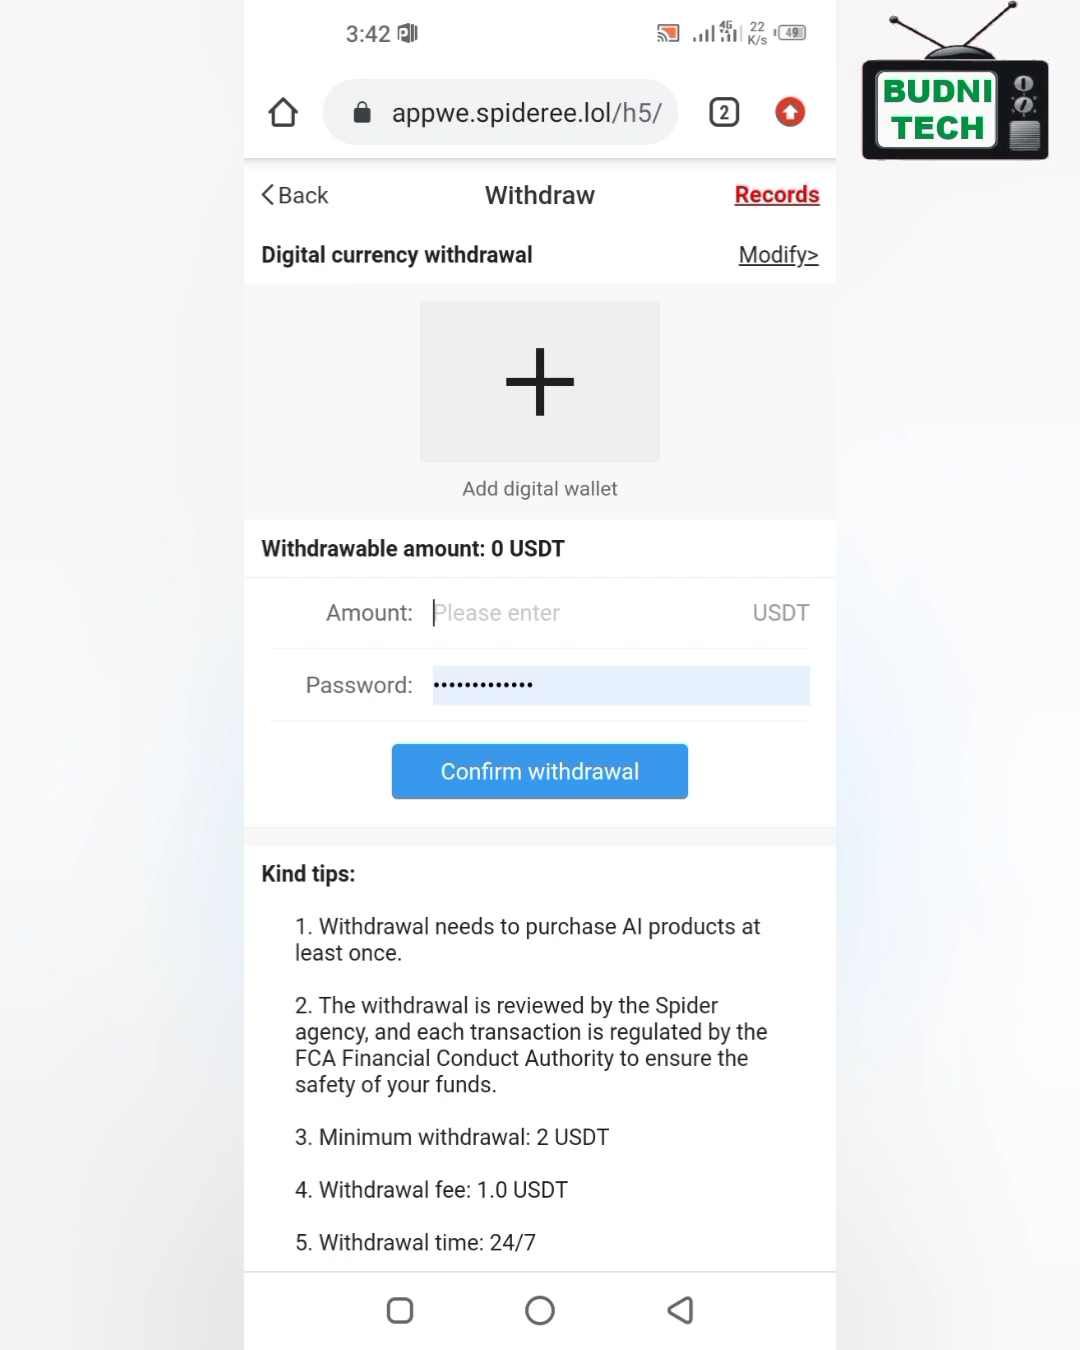 3:42
4G
22
K/s
49
appwe.spideree.lol/h5/
2
BUDNI
TECH
Back
Withdraw
Records
Digital currency withdrawal
Modify>
Add digital wallet
Withdrawable amount: 0 USDT
Amount: Please enter USDT
Password: •••••••••••••
Confirm withdrawal
Kind tips:
1. Withdrawal needs to purchase AI products at
least once.
2. The withdrawal is reviewed by the Spider
agency, and each transaction is regulated by the
FCA Financial Conduct Authority to ensure the
safety of your funds.
3. Minimum withdrawal: 2 USDT
4. Withdrawal fee: 1.0 USDT
5. Withdrawal time: 24/7